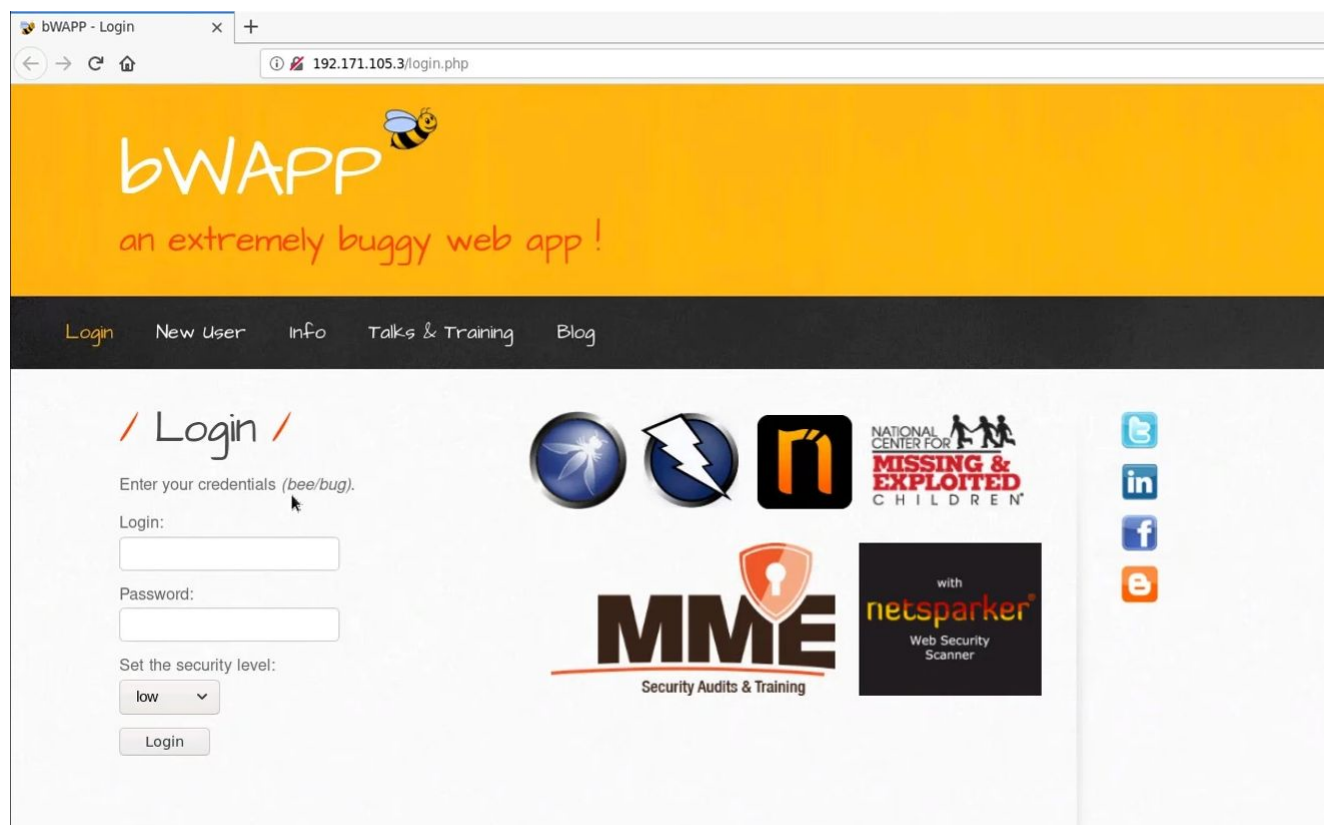 bWAPP - Login
192.171.105.3/login.php
bWAPP
an extremely buggy web app !
Login New User Info Talks & Training Blog
/ Login /
Enter your credentials (bee/bug).
Login:
Password:
Set the security level:
low
Login
NATIONAL
CENTER FOR
MISSING &
EXPLOITED
CHILDREN
MME
Security Audits & Training
with
netsparker
Web Security
Scanner